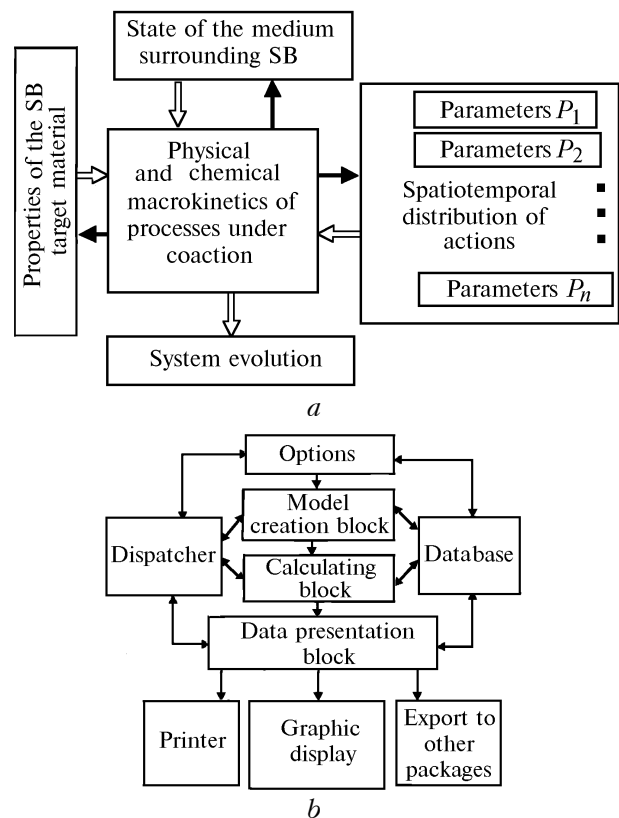 State of the medium
surrounding SB
Properties of the SB
target material
Physical
and chemical
macrokinetics of
processes under
coaction
Parameters P1
Parameters P2
Spatiotemporal
distribution of
actions
Parameters Pn
System evolution
a
Options
Model
creation block
Dispatcher
Database
Calculating
block
Data presentation
block
Printer
Graphic
display
Export to
other
packages
b